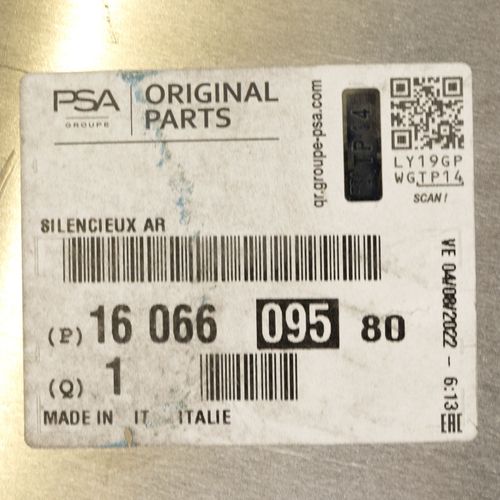 PSA
GROUPE
ORIGINAL
PARTS
qr.groupe-psa.com
LY19GP
WGTP14
SCAN!
SILENCIEUX AR
(P) 16 066 095 80
(Q) 1
MADE IN IT ITALIE
VE 04/08/2022 - 6:13
EAC